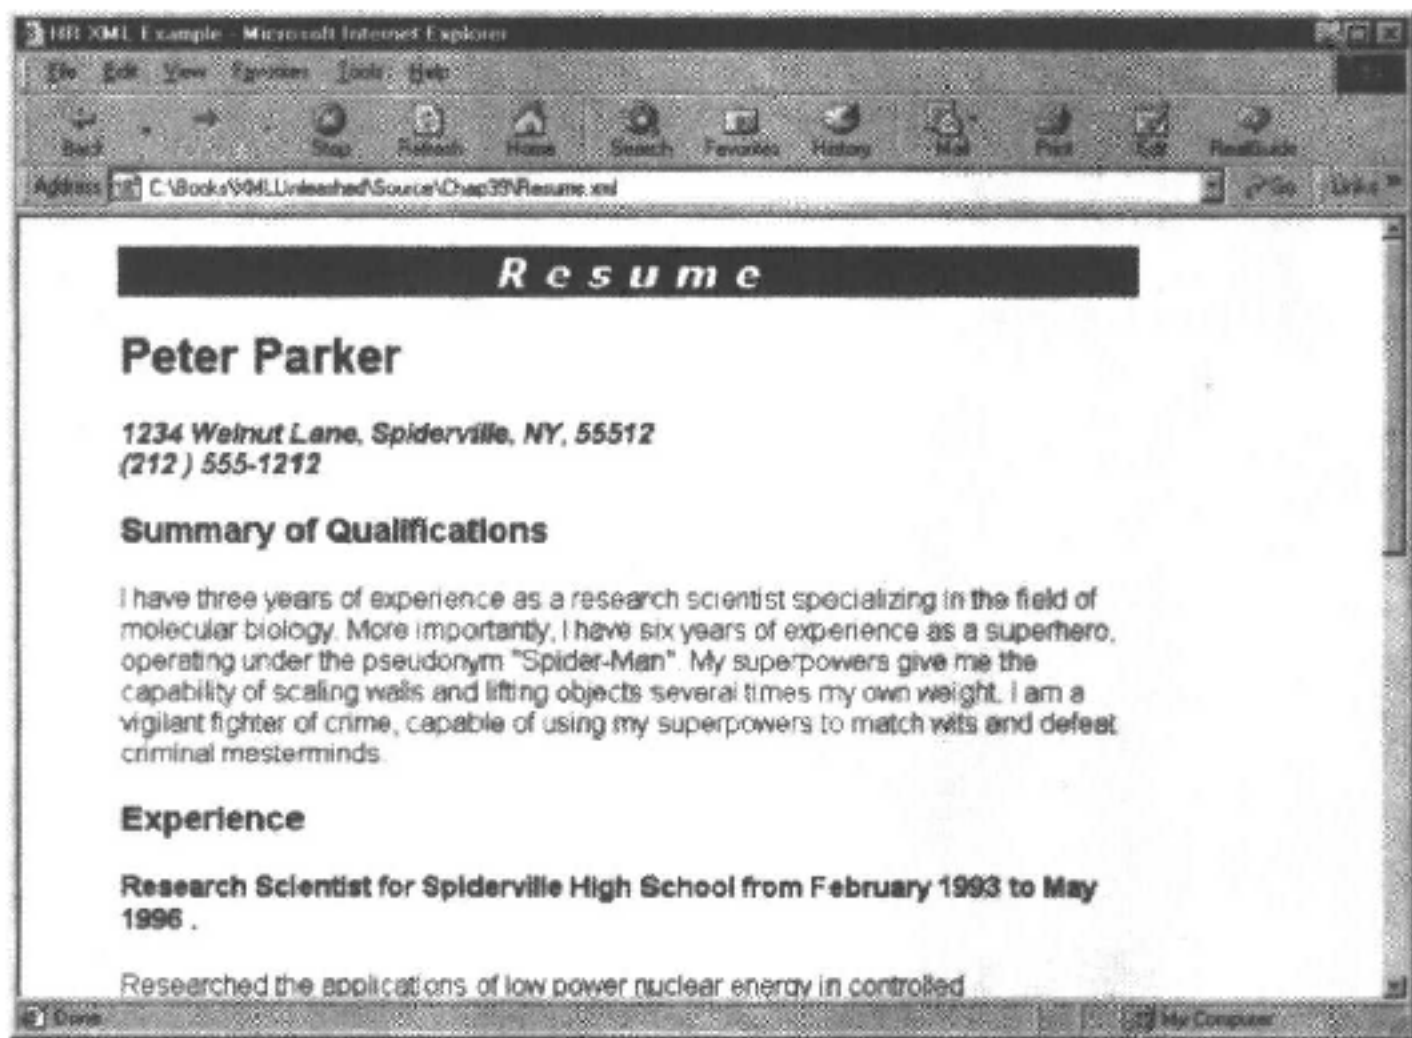 HR XML Example - Microsoft Internet Explorer
File Edit View Favorites Tools Help
Back Stop Refresh Home Search Favorites History Mail Print Edit RealGuide
Address C:\Books\XMLUnleashed\Source\Chap39\Resume.xml Go Links »
Resume
Peter Parker
1234 Welnut Lane, Spiderville, NY, 55512
(212 ) 555-1212
Summary of Qualifications
I have three years of experience as a research scientist specializing in the field of
molecular biology. More importantly, I have six years of experience as a superhero,
operating under the pseudonym "Spider-Man". My superpowers give me the
capability of scaling walls and lifting objects several times my own weight. I am a
vigilant fighter of crime, capable of using my superpowers to match wits and defeat
criminal masterminds.
Experience
Research Scientist for Spiderville High School from February 1993 to May
1996 .
Researched the applications of low power nuclear energy in controlled
Done My Computer